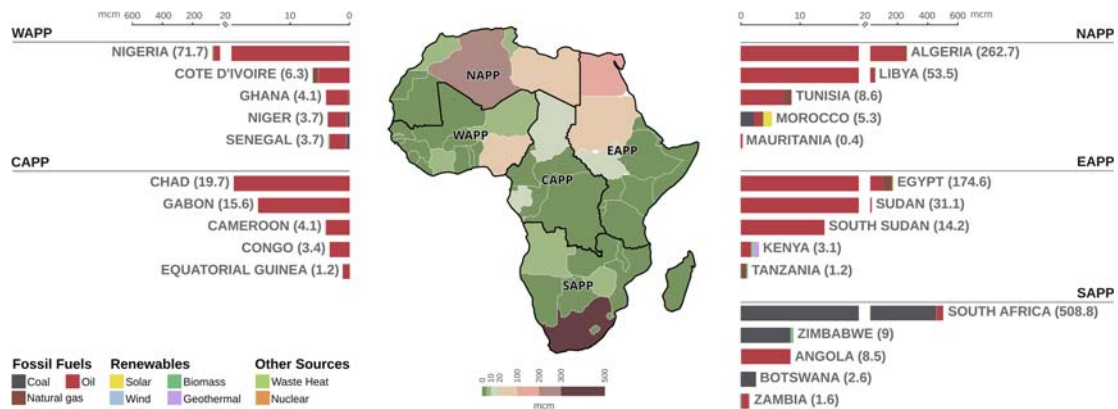 mcm 600 400 20 10 0
WAPP
NIGERIA (71.7)
COTE D'IVOIRE (6.3)
GHANA (4.1)
NIGER (3.7)
SENEGAL (3.7)
CAPP
CHAD (19.7)
GABON (15.6)
CAMEROON (4.1)
CONGO (3.4)
EQUATORIAL GUINEA (1.2)
Fossil Fuels
Coal
Oil
Natural gas
Renewables
Solar
Biomass
Wind
Geothermal
Other Sources
Waste Heat
Nuclear
NAPP
WAPP
EAPP
CAPP
SAPP
0 10 20 100 200 300 500
mcm
0 10 20 200 400 600 mcm
NAPP
ALGERIA (262.7)
LIBYA (53.5)
TUNISIA (8.6)
MOROCCO (5.3)
MAURITANIA (0.4)
EAPP
EGYPT (174.6)
SUDAN (31.1)
SOUTH SUDAN (14.2)
KENYA (3.1)
TANZANIA (1.2)
SAPP
SOUTH AFRICA (508.8)
ZIMBABWE (9)
ANGOLA (8.5)
BOTSWANA (2.6)
ZAMBIA (1.6)